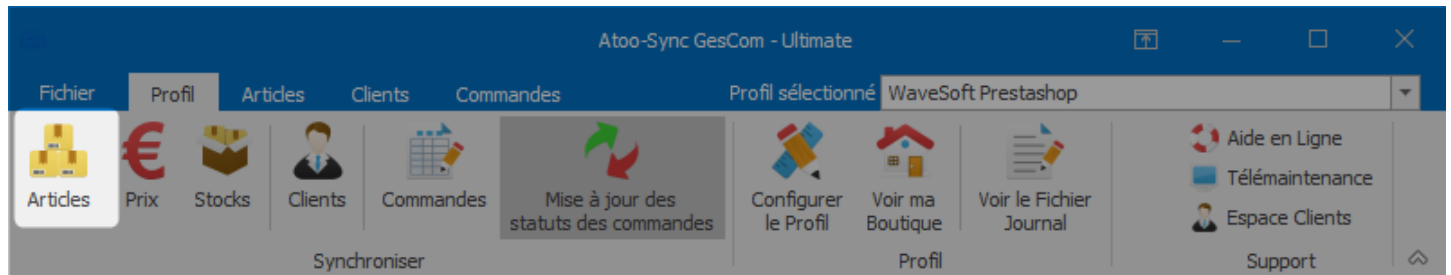 Atoo-Sync GesCom - Ultimate
Fichier Profil Articles Clients Commandes Profil sélectionné WaveSoft Prestashop
Articles Prix Stocks Clients Commandes Mise à jour des
statuts des commandes
Configurer
le Profil
Voir ma
Boutique
Voir le Fichier
Journal
Aide en Ligne
Télémaintenance
Espace Clients
Synchroniser Profil Support